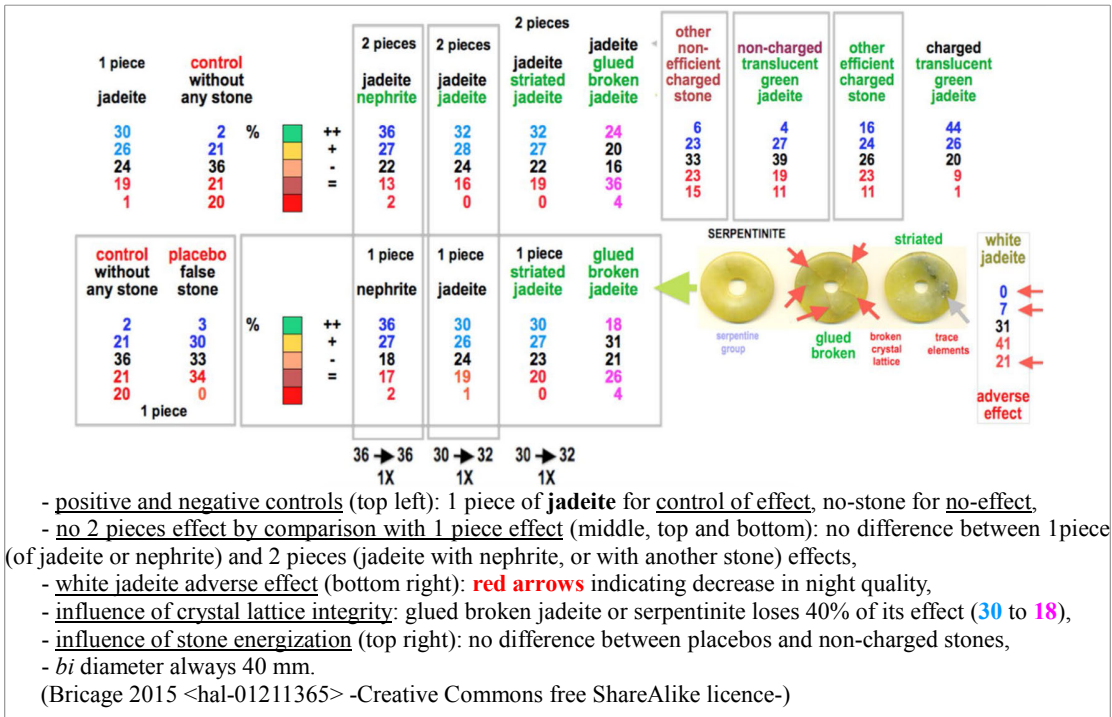 2 pieces
other
non-
efficient
charged
stone
non-charged
translucent
green
jadeite
other
efficient
charged
stone
charged
translucent
green
jadeite
1 piece
jadeite
control
without
any stone
2 pieces
jadeite
nephrite
2 pieces
jadeite
jadeite
jadeite
striated
jadeite
jadeite
glued
broken
jadeite
30 2 % ++ 36 32 32 24 6 4 16 44
26 21 + 27 28 27 20 23 27 24 26
24 36 - 22 24 22 16 33 39 26 20
19 21 = 13 16 19 36 23 19 23 9
1 20 2 0 0 4 15 11 11 1
control
without
any stone
placebo
false
stone
1 piece
nephrite
1 piece
jadeite
1 piece
striated
jadeite
glued
broken
jadeite
2 3 % ++ 36 30 30 18
21 30 + 27 26 27 31
36 33 - 18 24 23 21
21 34 = 17 19 20 26
20 0 2 1 0 4
1 piece
SERPENTINITE
striated
serpentine
group
glued
broken
broken
crystal
lattice
trace
elements
white
jadeite
0
7
31
41
21
adverse
effect
36 36
1X
30 32
1X
30 32
1X
- positive and negative controls (top left): 1 piece of jadeite for control of effect, no-stone for no-effect,
- no 2 pieces effect by comparison with 1 piece effect (middle, top and bottom): no difference between 1piece
(of jadeite or nephrite) and 2 pieces (jadeite with nephrite, or with another stone) effects,
- white jadeite adverse effect (bottom right): red arrows indicating decrease in night quality,
- influence of crystal lattice integrity: glued broken jadeite or serpentinite loses 40% of its effect (30 to 18),
- influence of stone energization (top right): no difference between placebos and non-charged stones,
- bi diameter always 40 mm.
(Bricage 2015 <hal-01211365> -Creative Commons free ShareAlike licence-)